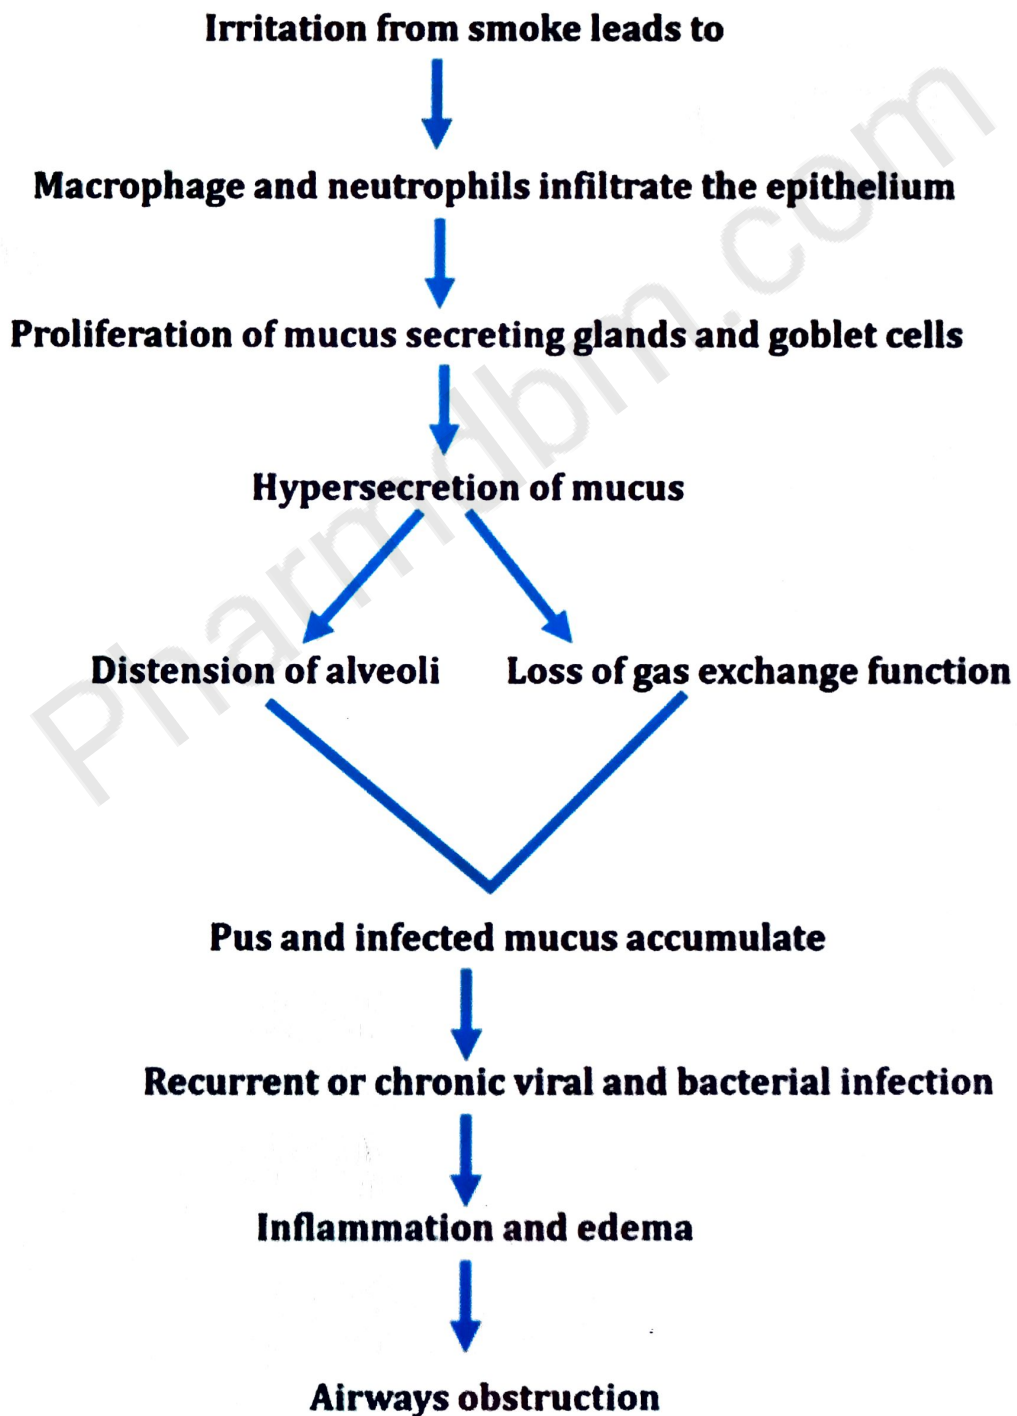 Irritation from smoke leads to
Macrophage and neutrophils infiltrate the epithelium
Proliferation of mucus secreting glands and goblet cells
Hypersecretion of mucus
Distension of alveoli
Loss of gas exchange function
Pus and infected mucus accumulate
Recurrent or chronic viral and bacterial infection
Inflammation and edema
Airways obstruction
Pharmdbm.com